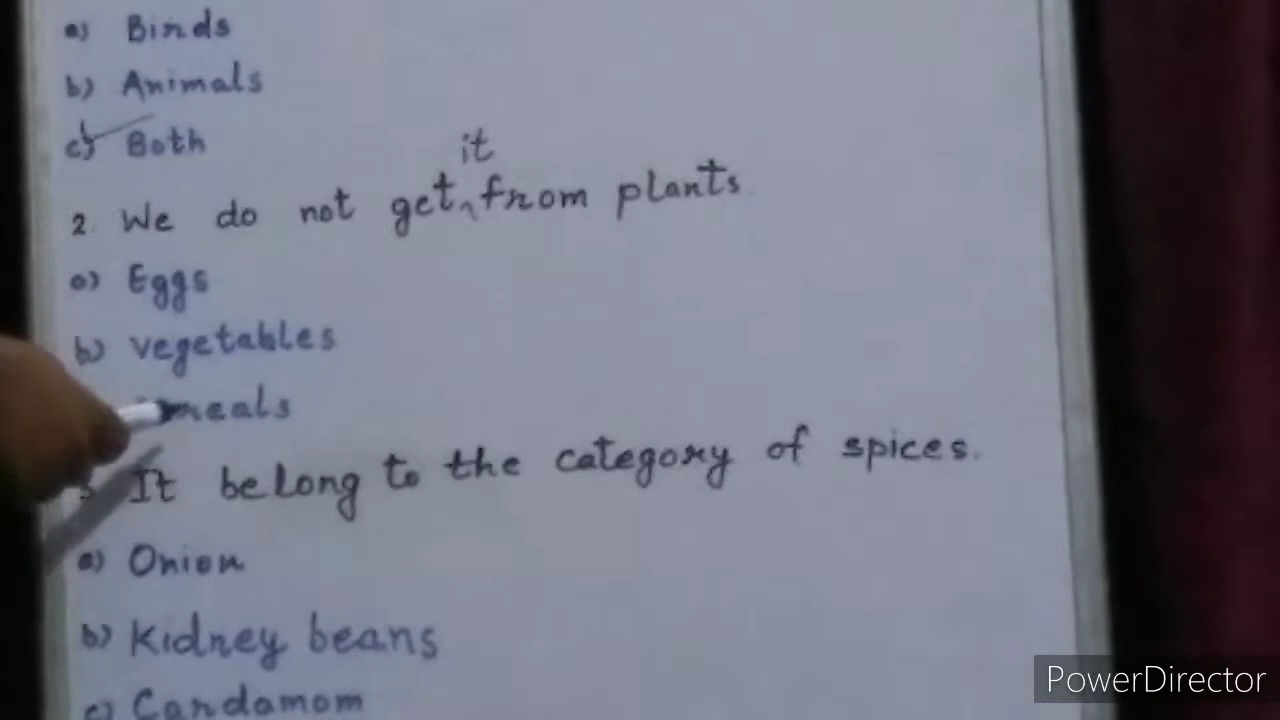 a) Birds
b) Animals
c) Both
it
2. We do not get from plants.
a) Eggs
b) vegetables
3. It belong to the category of spices.
a) Onion
b) Kidney beans
c) Cardamom
PowerDirector